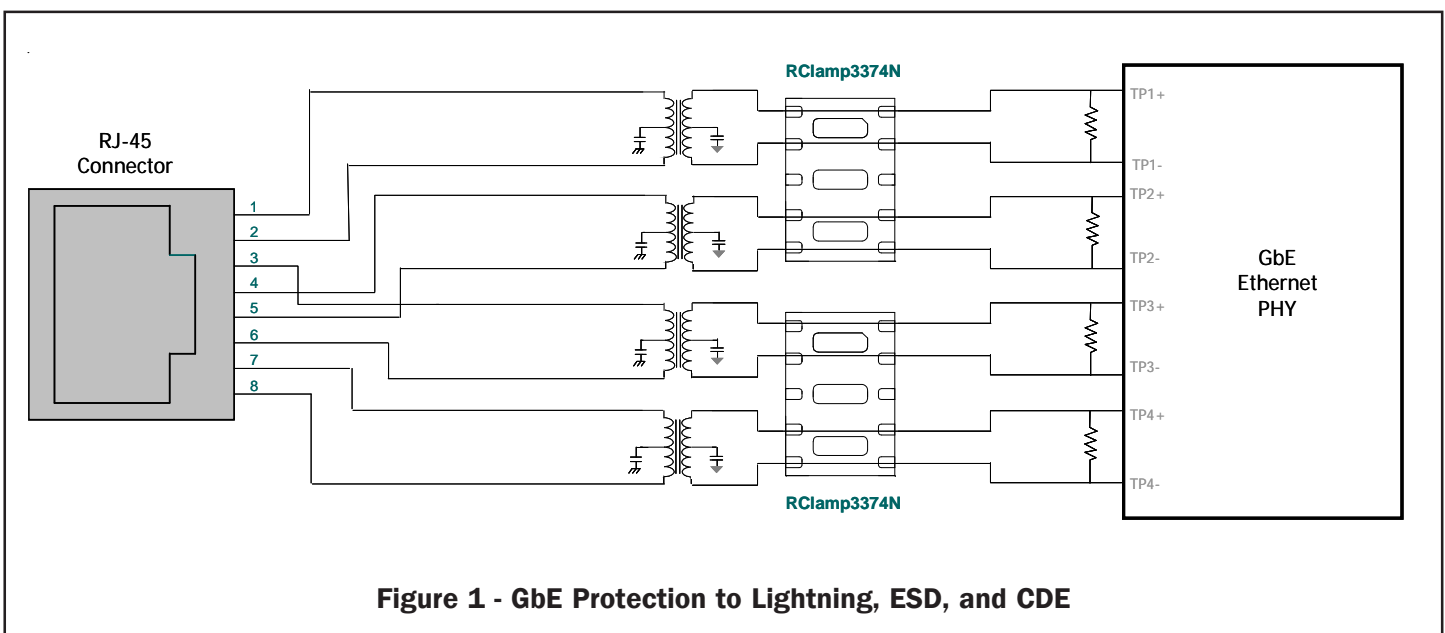 RClamp3374N
RJ-45
Connector
1
2
3
4
5
6
7
8
TP1+
TP1-
TP2+
TP2-
TP3+
TP3-
TP4+
TP4-
GbE
Ethernet
PHY
RClamp3374N
Figure 1 - GbE Protection to Lightning, ESD, and CDE